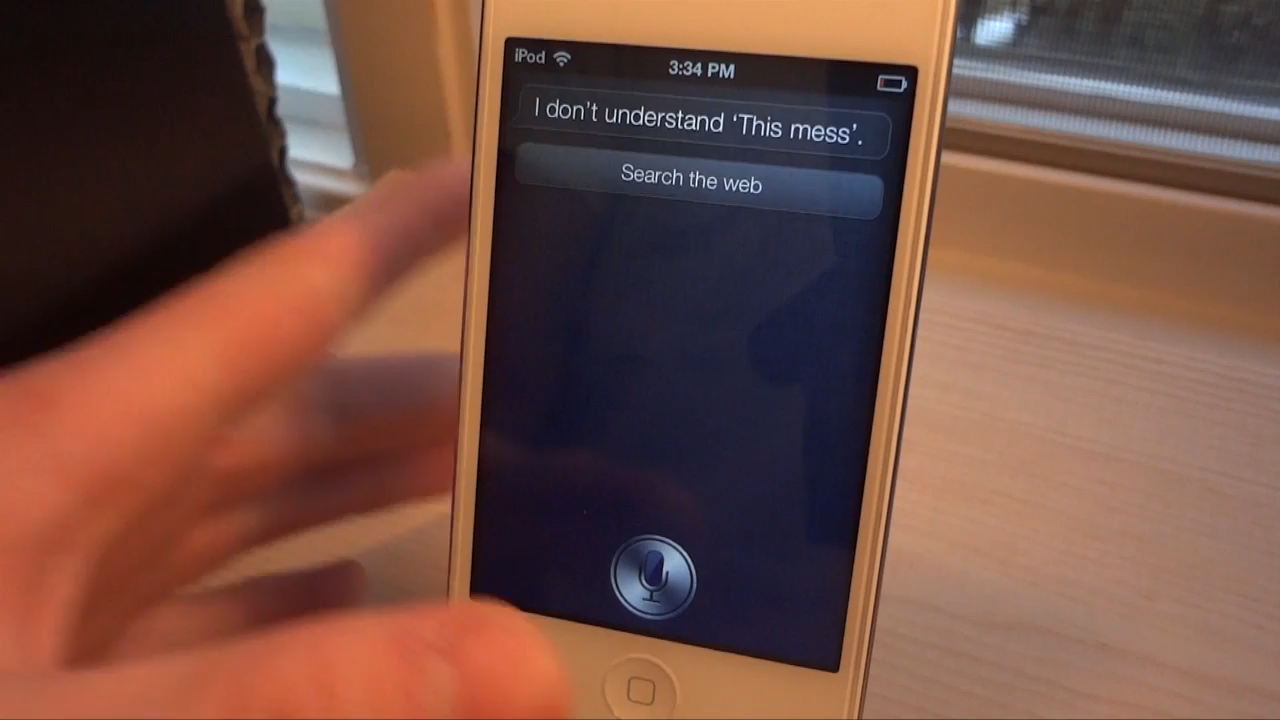 iPod 3:34 PM
I don't understand ‘This mess’.
Search the web